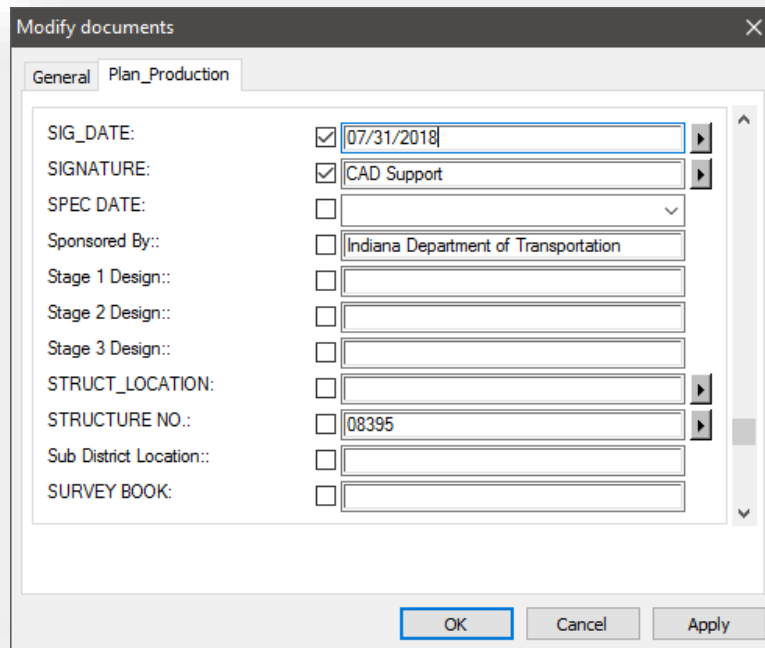 Modify documents
General Plan_Production
SIG_DATE: 07/31/2018
SIGNATURE: CAD Support
SPEC DATE:
Sponsored By:: Indiana Department of Transportation
Stage 1 Design::
Stage 2 Design::
Stage 3 Design::
STRUCT_LOCATION:
STRUCTURE NO.: 08395
Sub District Location::
SURVEY BOOK:
OK Cancel Apply